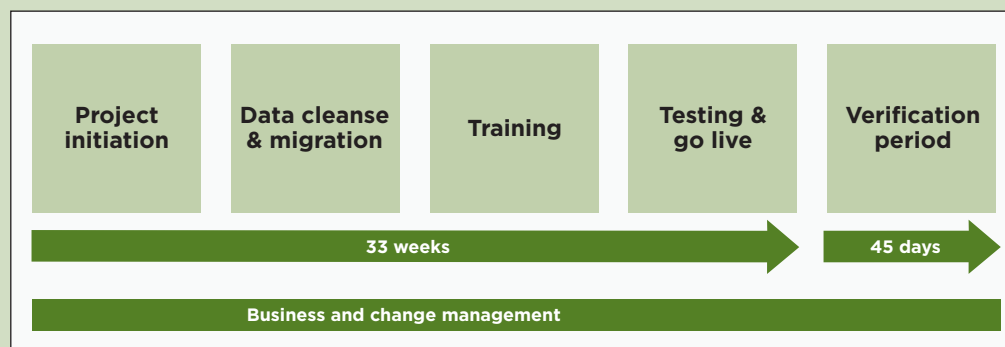 Project
initiation
Data cleanse
& migration
Training
Testing &
go live
Verification
period
33 weeks
45 days
Business and change management